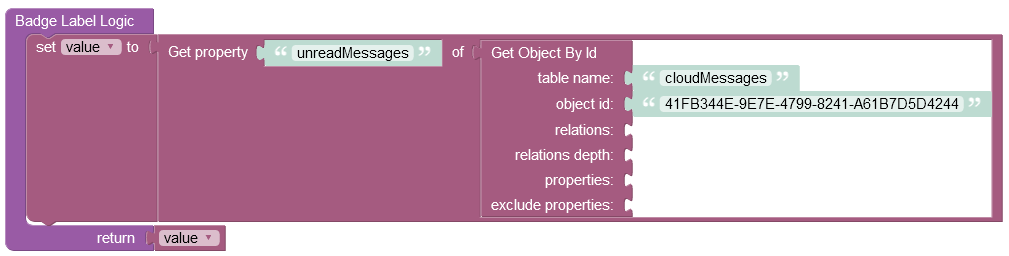 Badge Label Logic
set value to Get property “ unreadMessages ” of Get Object By Id
table name: “ cloudMessages ”
object id: “ 41FB344E-9E7E-4799-8241-A61B7D5D4244 ”
relations:
relations depth:
properties:
exclude properties:
return value